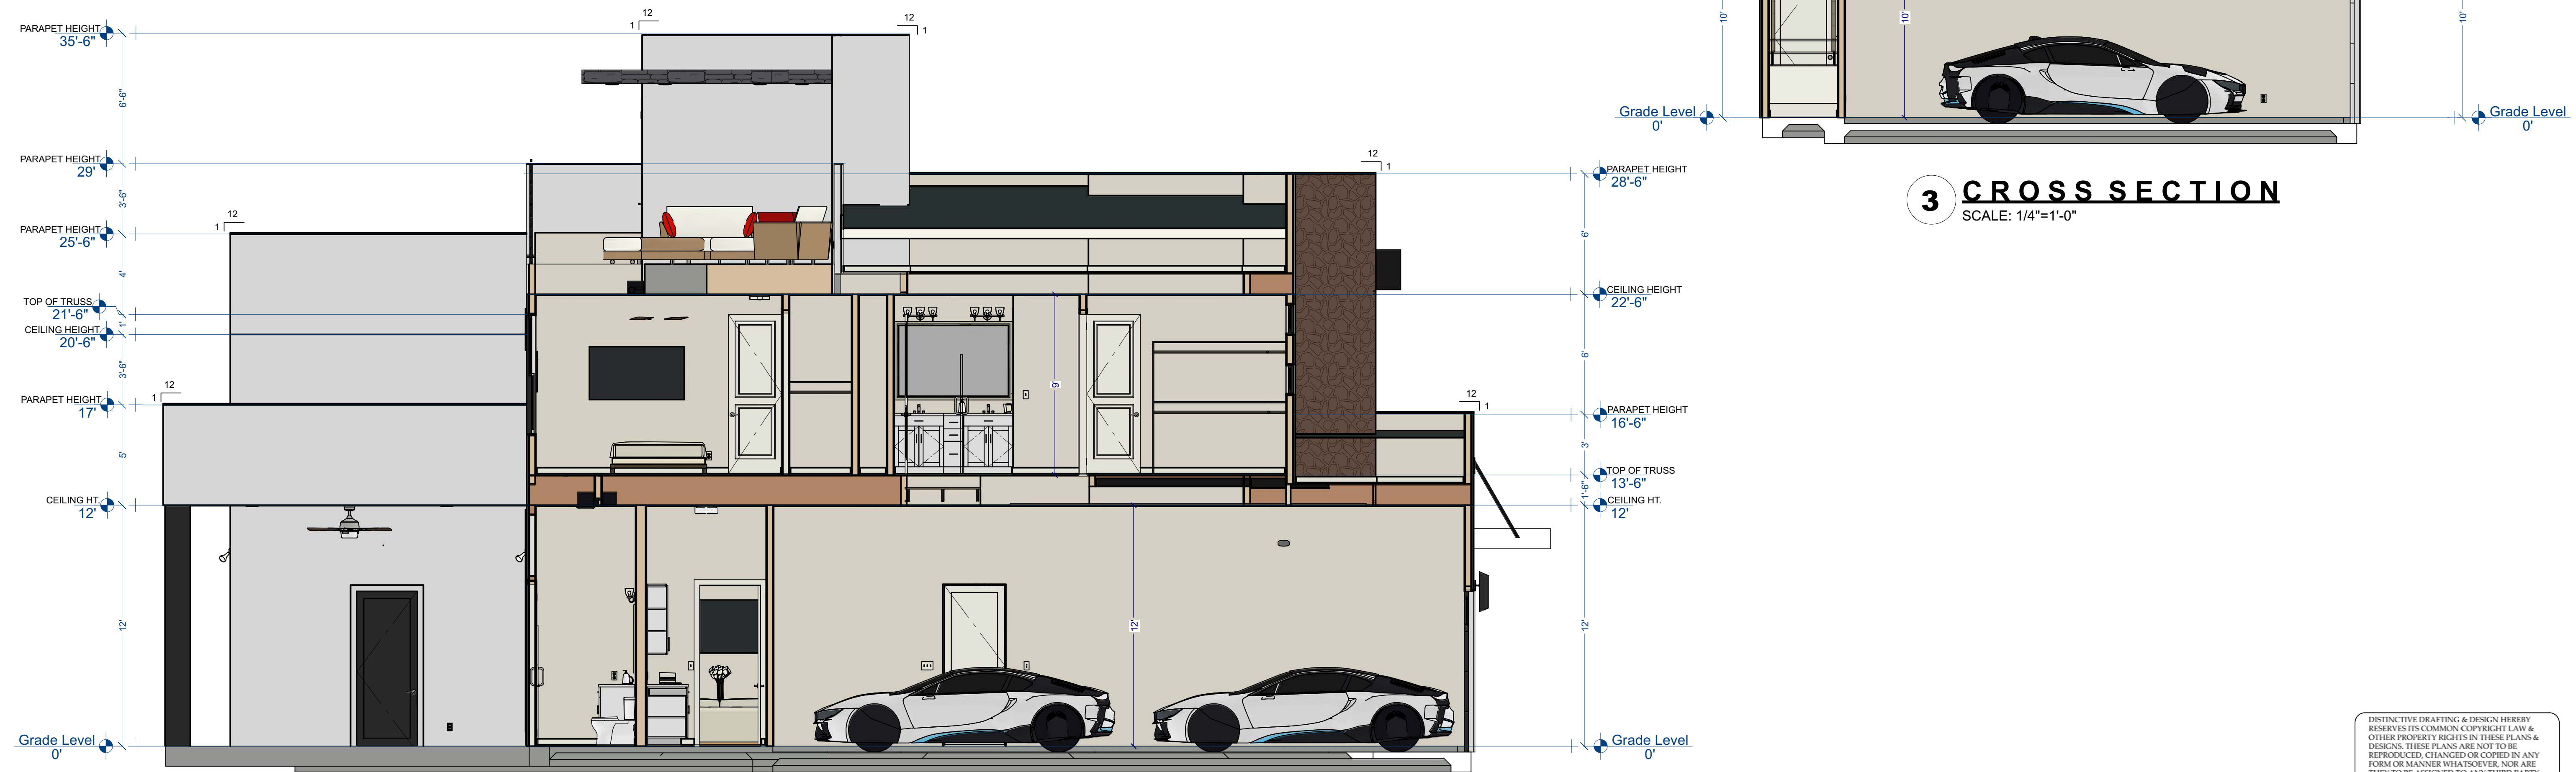 12
1
12
1
PARAPET HEIGHT
35'-6"
6'-6"
PARAPET HEIGHT
29'
3'-6"
12
1
PARAPET HEIGHT
25'-6"
4'
TOP OF TRUSS
21'-6"
1'
CEILING HEIGHT
20'-6"
3'-6"
12
1
PARAPET HEIGHT
17'
5'
CEILING HT.
12'
12'
Grade Level
0'
9'
12'
12
1
PARAPET HEIGHT
28'-6"
6'
CEILING HEIGHT
22'-6"
6'
12
1
PARAPET HEIGHT
16'-6"
3'
TOP OF TRUSS
13'-6"
1'-6"
CEILING HT.
12'
12'
Grade Level
0'
10'
10'
10'
Grade Level
0'
Grade Level
0'
3 CROSS SECTION
SCALE: 1/4"=1'-0"
DISTINCTIVE DRAFTING & DESIGN HEREBY
RESERVES ITS COMMON COPYRIGHT LAW &
OTHER PROPERTY RIGHTS IN THESE PLANS &
DESIGNS. THESE PLANS ARE NOT TO BE
REPRODUCED, CHANGED OR COPIED IN ANY
FORM OR MANNER WHATSOEVER, NOR ARE